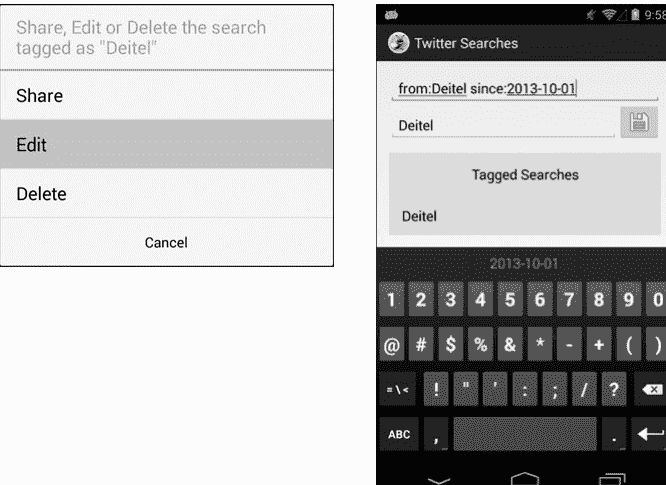 Share, Edit or Delete the search
tagged as "Deitel"
Share
Edit
Delete
Cancel
9:58
Twitter Searches
from:Deitel since:2013-10-01
Deitel
Tagged Searches
Deitel
2013-10-01
1 2 3 4 5 6 7 8 9 0
@ # $ % & * - + ( )
=\< ! " ' : ; / ?
ABC , .